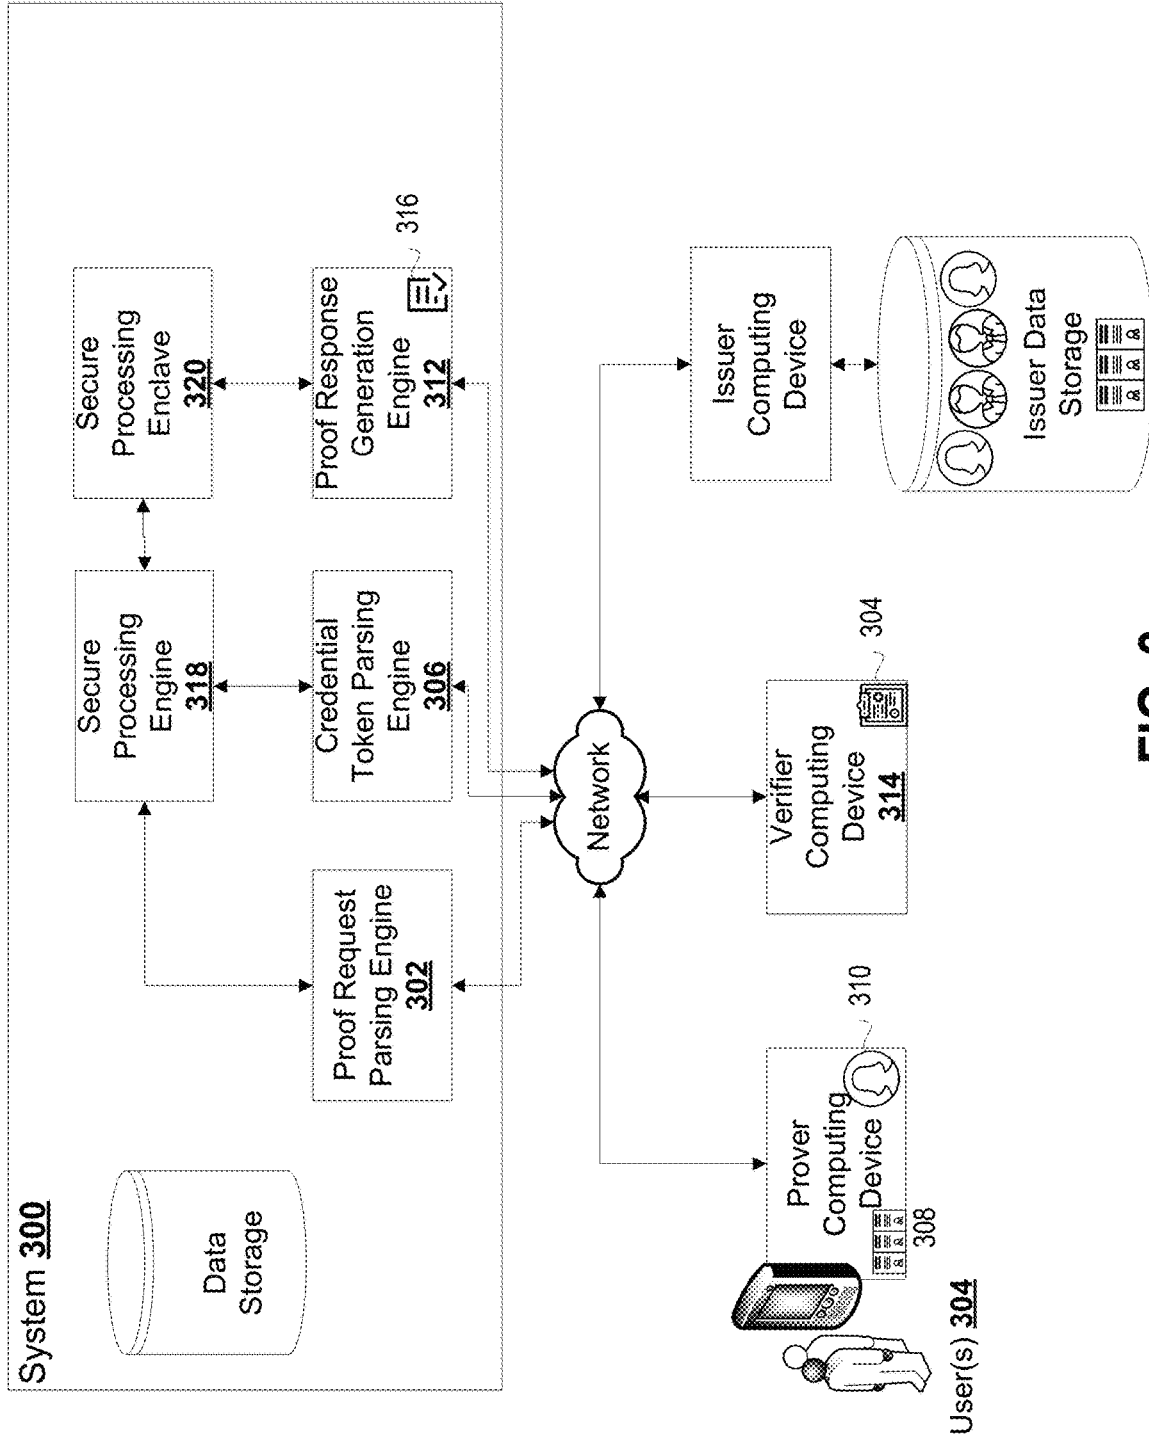 System 300
Data
Storage
Proof Request
Parsing Engine
302
Secure
Processing
Engine
318
Credential
Token Parsing
Engine
306
Secure
Processing
Enclave
320
Proof Response
Generation
Engine
312
316
Network
Prover
Computing
Device
310
308
User(s) 304
Verifier
Computing
Device
314
304
Issuer
Computing
Device
Issuer Data
Storage